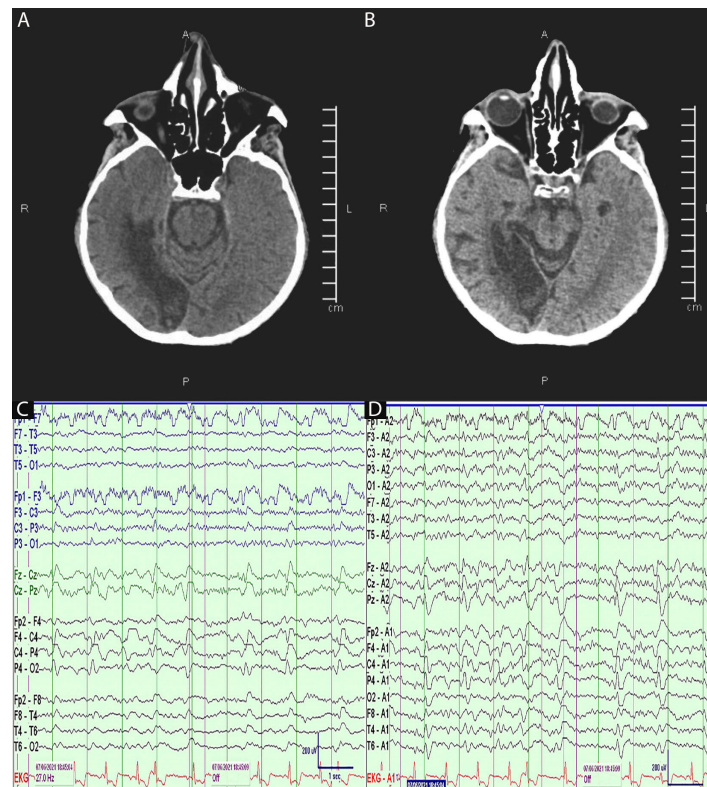 A
A
R
L
cm
P
B
A
R
L
cm
P
C
F7 - T3
T3 - T5
T5 - O1
Fp1 - F3
F3 - C3
C3 - P3
P3 - O1
Fz - Cz
Cz - Pz
Fp2 - F4
F4 - C4
C4 - P4
P4 - O2
Fp2 - F8
F8 - T4
T4 - T6
T6 - O2
200 uV
1 sec
EKG
27.0 Hz
Off
D
Fp1 - A2
F3 - A2
C3 - A2
P3 - A2
O1 - A2
F7 - A2
T3 - A2
T5 - A2
Fz - A2
Cz - A2
Pz - A2
Fp2 - A1
F4 - A1
C4 - A1
P4 - A1
O2 - A1
F8 - A1
T4 - A1
T6 - A1
200 uV
EKG - A1
Off